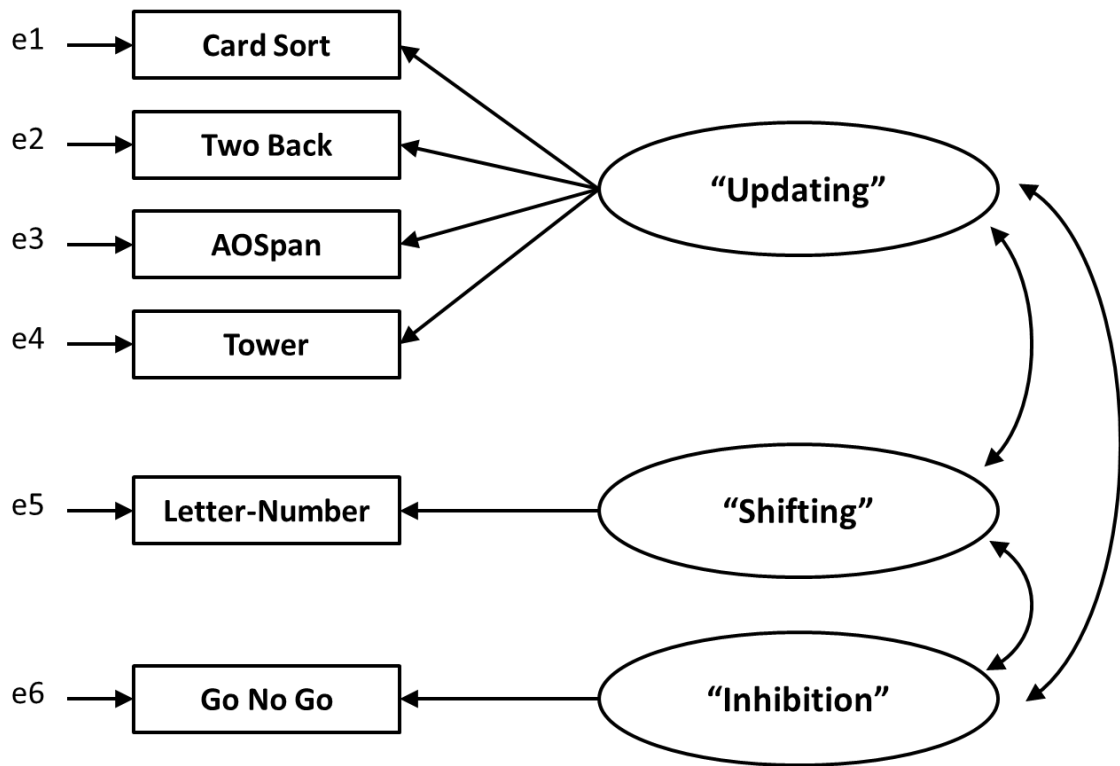 e1
Card Sort
e2
Two Back
“Updating”
e3
AOSpan
e4
Tower
e5
Letter-Number
“Shifting”
e6
Go No Go
“Inhibition”